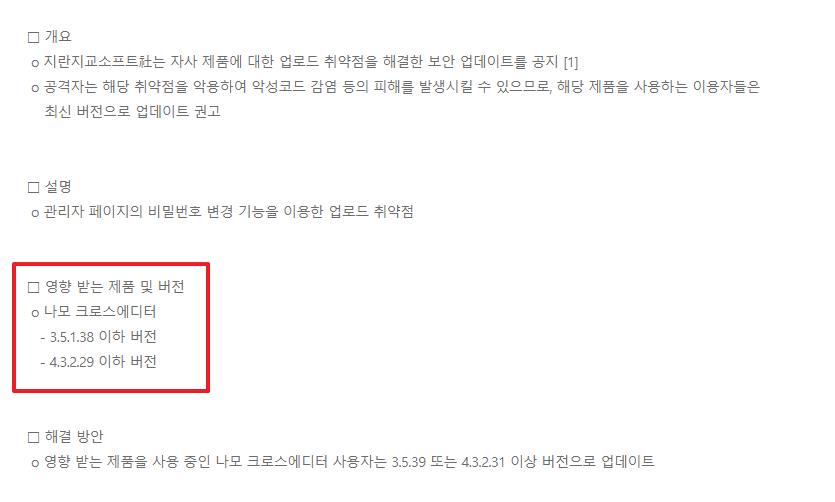 □ 개요
o 지란지교소프트社는 자사 제품에 대한 업로드 취약점을 해결한 보안 업데이트를 공지 [1]
o 공격자는 해당 취약점을 악용하여 악성코드 감염 등의 피해를 발생시킬 수 있으므로, 해당 제품을 사용하는 이용자들은
최신 버전으로 업데이트 권고
□ 설명
o 관리자 페이지의 비밀번호 변경 기능을 이용한 업로드 취약점
□ 영향 받는 제품 및 버전
o 나모 크로스에디터
- 3.5.1.38 이하 버전
- 4.3.2.29 이하 버전
□ 해결 방안
o 영향 받는 제품을 사용 중인 나모 크로스에디터 사용자는 3.5.39 또는 4.3.2.31 이상 버전으로 업데이트